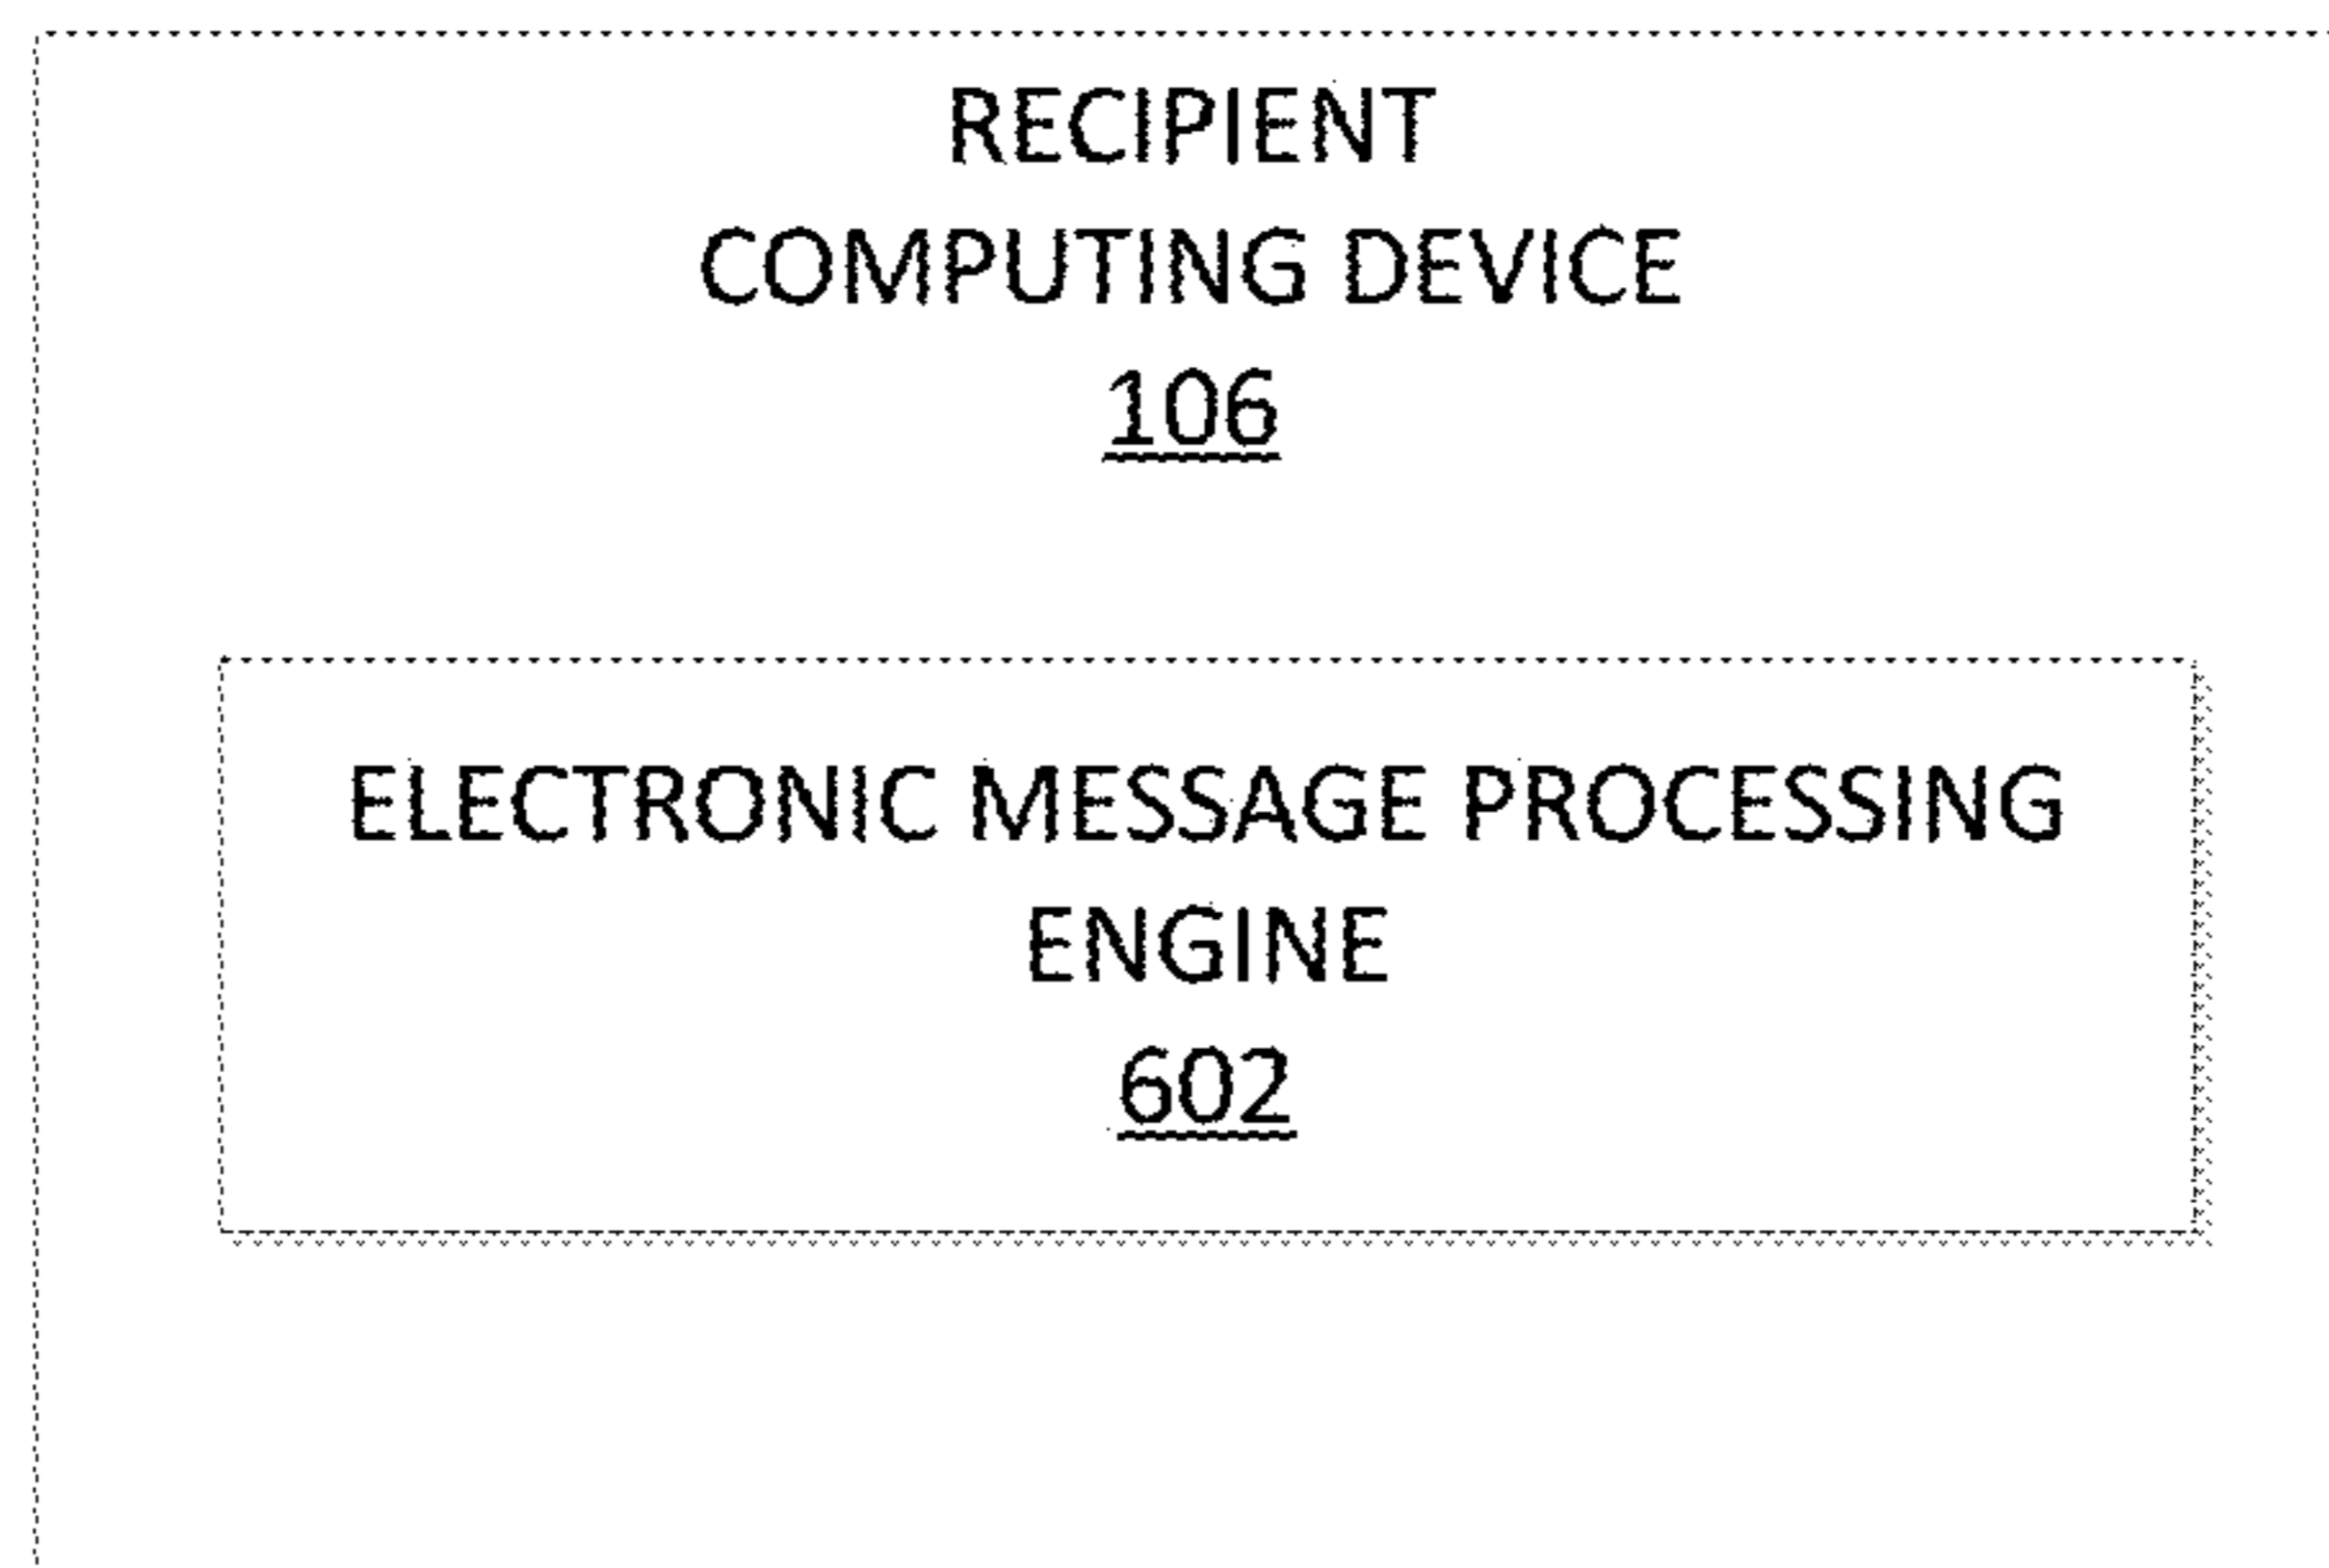 RECIPIENT
COMPUTING DEVICE
106
ELECTRONIC MESSAGE PROCESSING
ENGINE
602